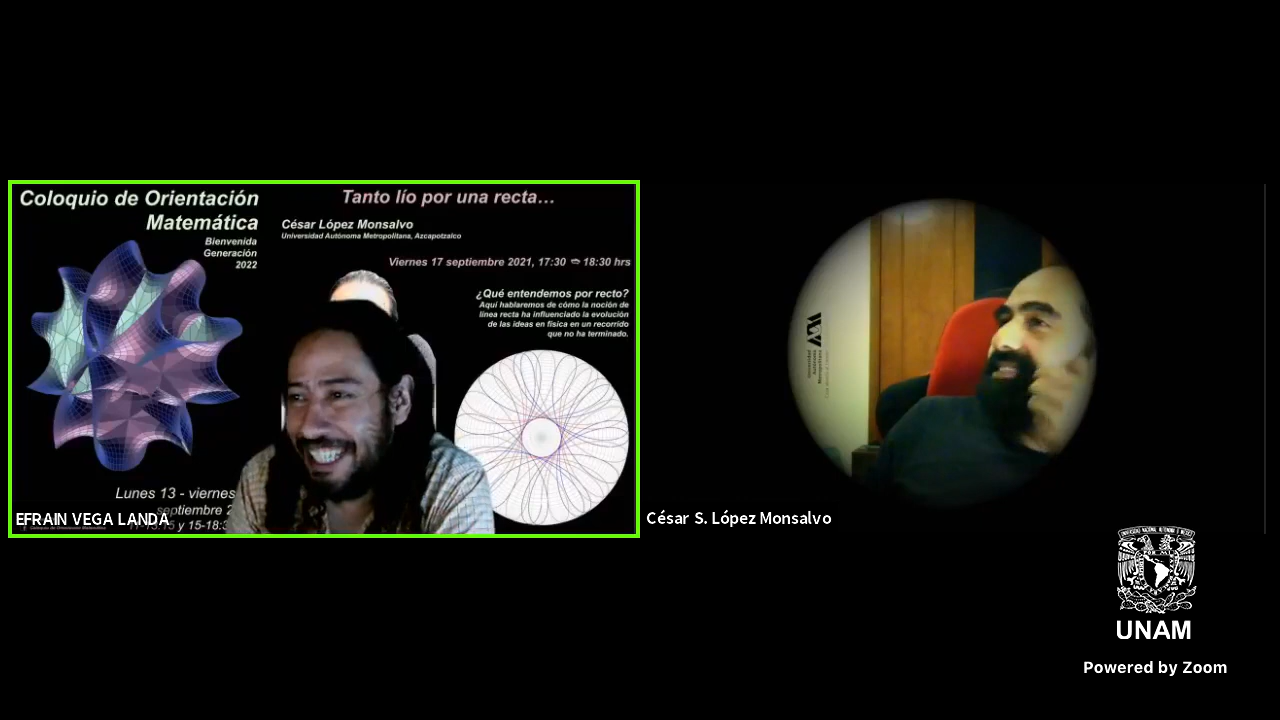 Coloquio de Orientación
Matemática
Bienvenida
Generación
2022
Tanto lío por una recta…
César López Monsalvo
Universidad Autónoma Metropolitana, Azcapotzalco
Viernes 17 septiembre 2021, 17:30 18:30 hrs
¿Qué entendemos por recto?
Aquí hablaremos de cómo la noción de
línea recta ha influenciado la evolución
de las ideas en física en un recorrido
que no ha terminado.
Lunes 13 - viernes
septiembre
y 15-18:3
EFRAIN VEGA LANDA
César S. López Monsalvo
UNAM
Powered by Zoom